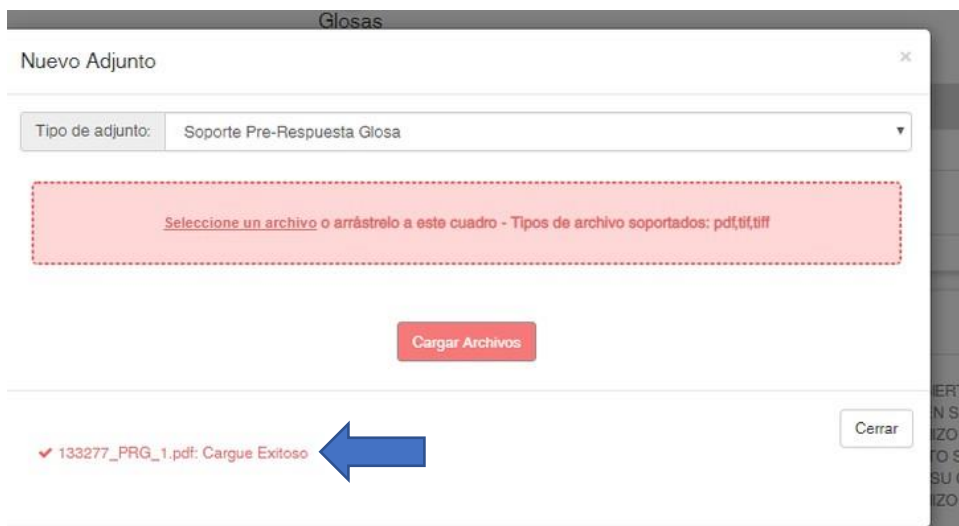 Glosas
Nuevo Adjunto
×
Tipo de adjunto: Soporte Pre-Respuesta Glosa
Seleccione un archivo o arrástrelo a este cuadro - Tipos de archivo soportados: pdf,tif,tiff
Cargar Archivos
Cerrar
133277_PRG_1.pdf: Cargue Exitoso